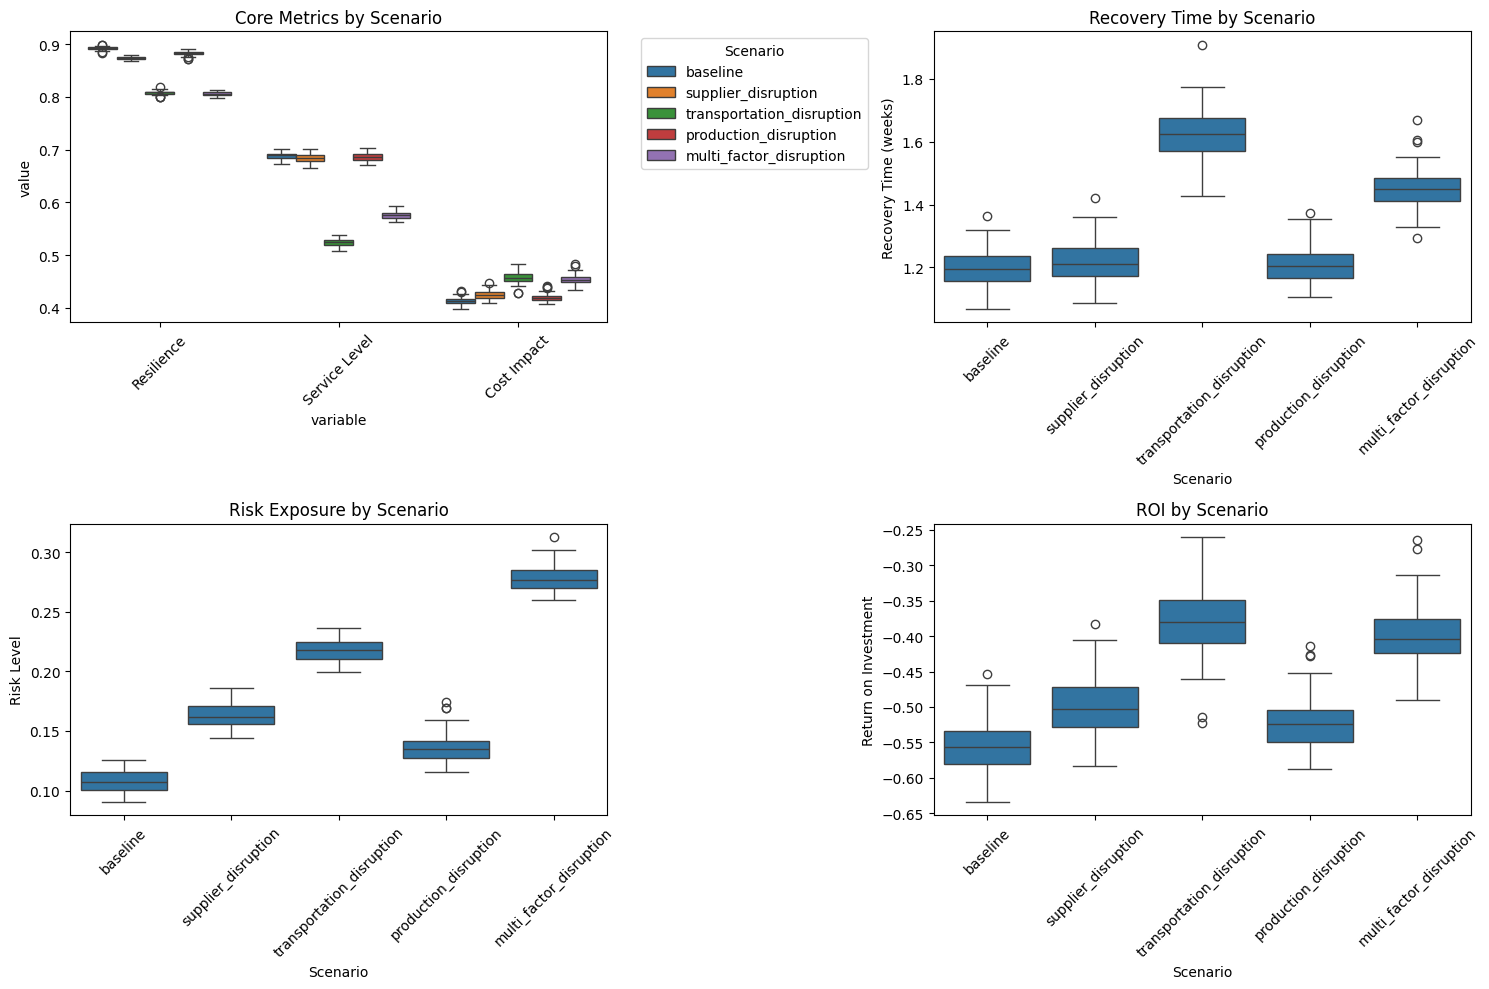 Core Metrics by Scenario
value
0.9
0.8
0.7
0.6
0.5
0.4
Resilience
Service Level
Cost Impact
variable
Scenario
baseline
supplier_disruption
transportation_disruption
production_disruption
multi_factor_disruption
Recovery Time by Scenario
Recovery Time (weeks)
1.8
1.6
1.4
1.2
baseline
supplier_disruption
transportation_disruption
production_disruption
multi_factor_disruption
Scenario
Risk Exposure by Scenario
Risk Level
0.30
0.25
0.20
0.15
0.10
baseline
supplier_disruption
transportation_disruption
production_disruption
multi_factor_disruption
Scenario
ROI by Scenario
Return on Investment
−0.25
−0.30
−0.35
−0.40
−0.45
−0.50
−0.55
−0.60
−0.65
baseline
supplier_disruption
transportation_disruption
production_disruption
multi_factor_disruption
Scenario